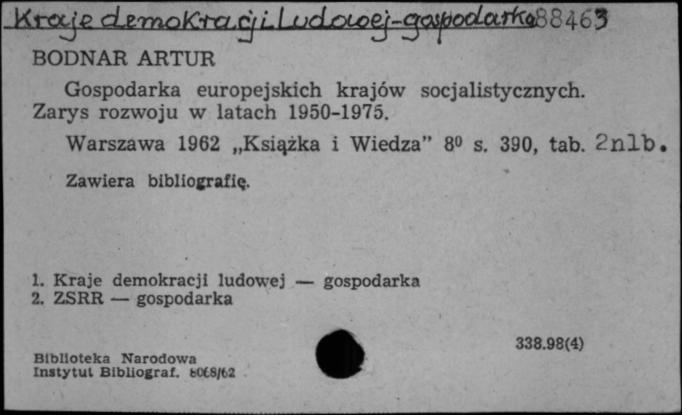 Kraje demokracji Ludowej-gospodarka 88463
BODNAR ARTUR
Gospodarka europejskich krajów socjalistycznych.
Zarys rozwoju w latach 1950-1975.
Warszawa 1962 „Książka i Wiedza” 8⁰ s. 390, tab. 2nlb.
Zawiera bibliografię.
1. Kraje demokracji ludowej — gospodarka
2. ZSRR — gospodarka
338.98(4)
Biblioteka Narodowa
Instytut Bibliograf. 8068/62